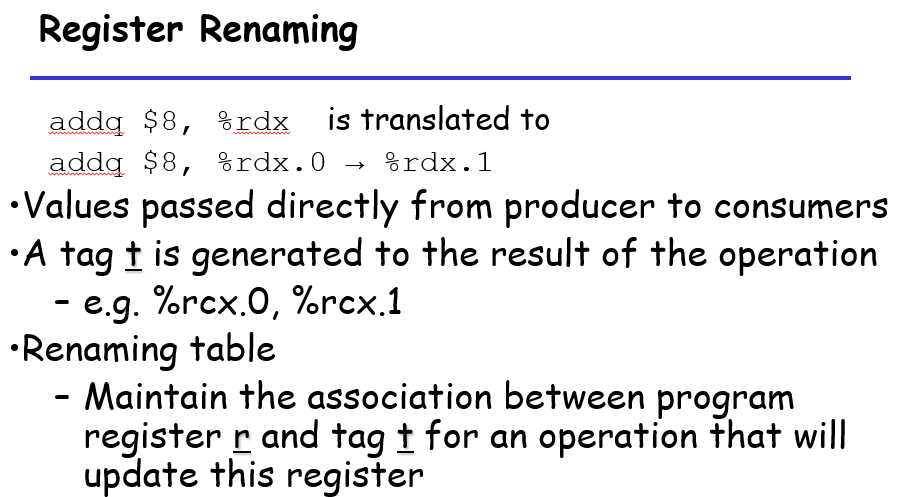 Register Renaming
addq $8, %rdx is translated to
addq $8, %rdx.0 → %rdx.1
•Values passed directly from producer to consumers
•A tag t is generated to the result of the operation
– e.g. %rcx.0, %rcx.1
•Renaming table
– Maintain the association between program
register r and tag t for an operation that will
update this register